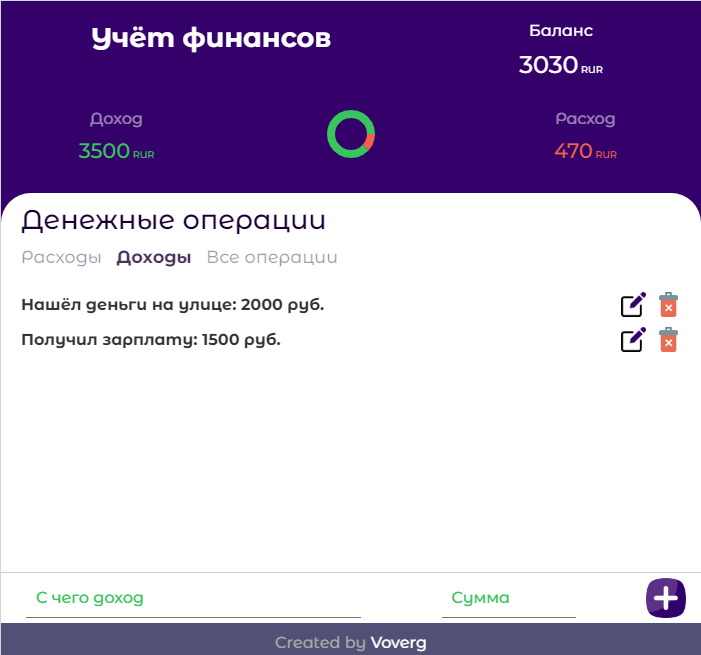 Учёт финансов
Баланс
3030 RUR
Доход
3500 RUR
Расход
470 RUR
Денежные операции
Расходы Доходы Все операции
Нашёл деньги на улице: 2000 руб.
Получил зарплату: 1500 руб.
С чего доход Сумма
Created by Voverg